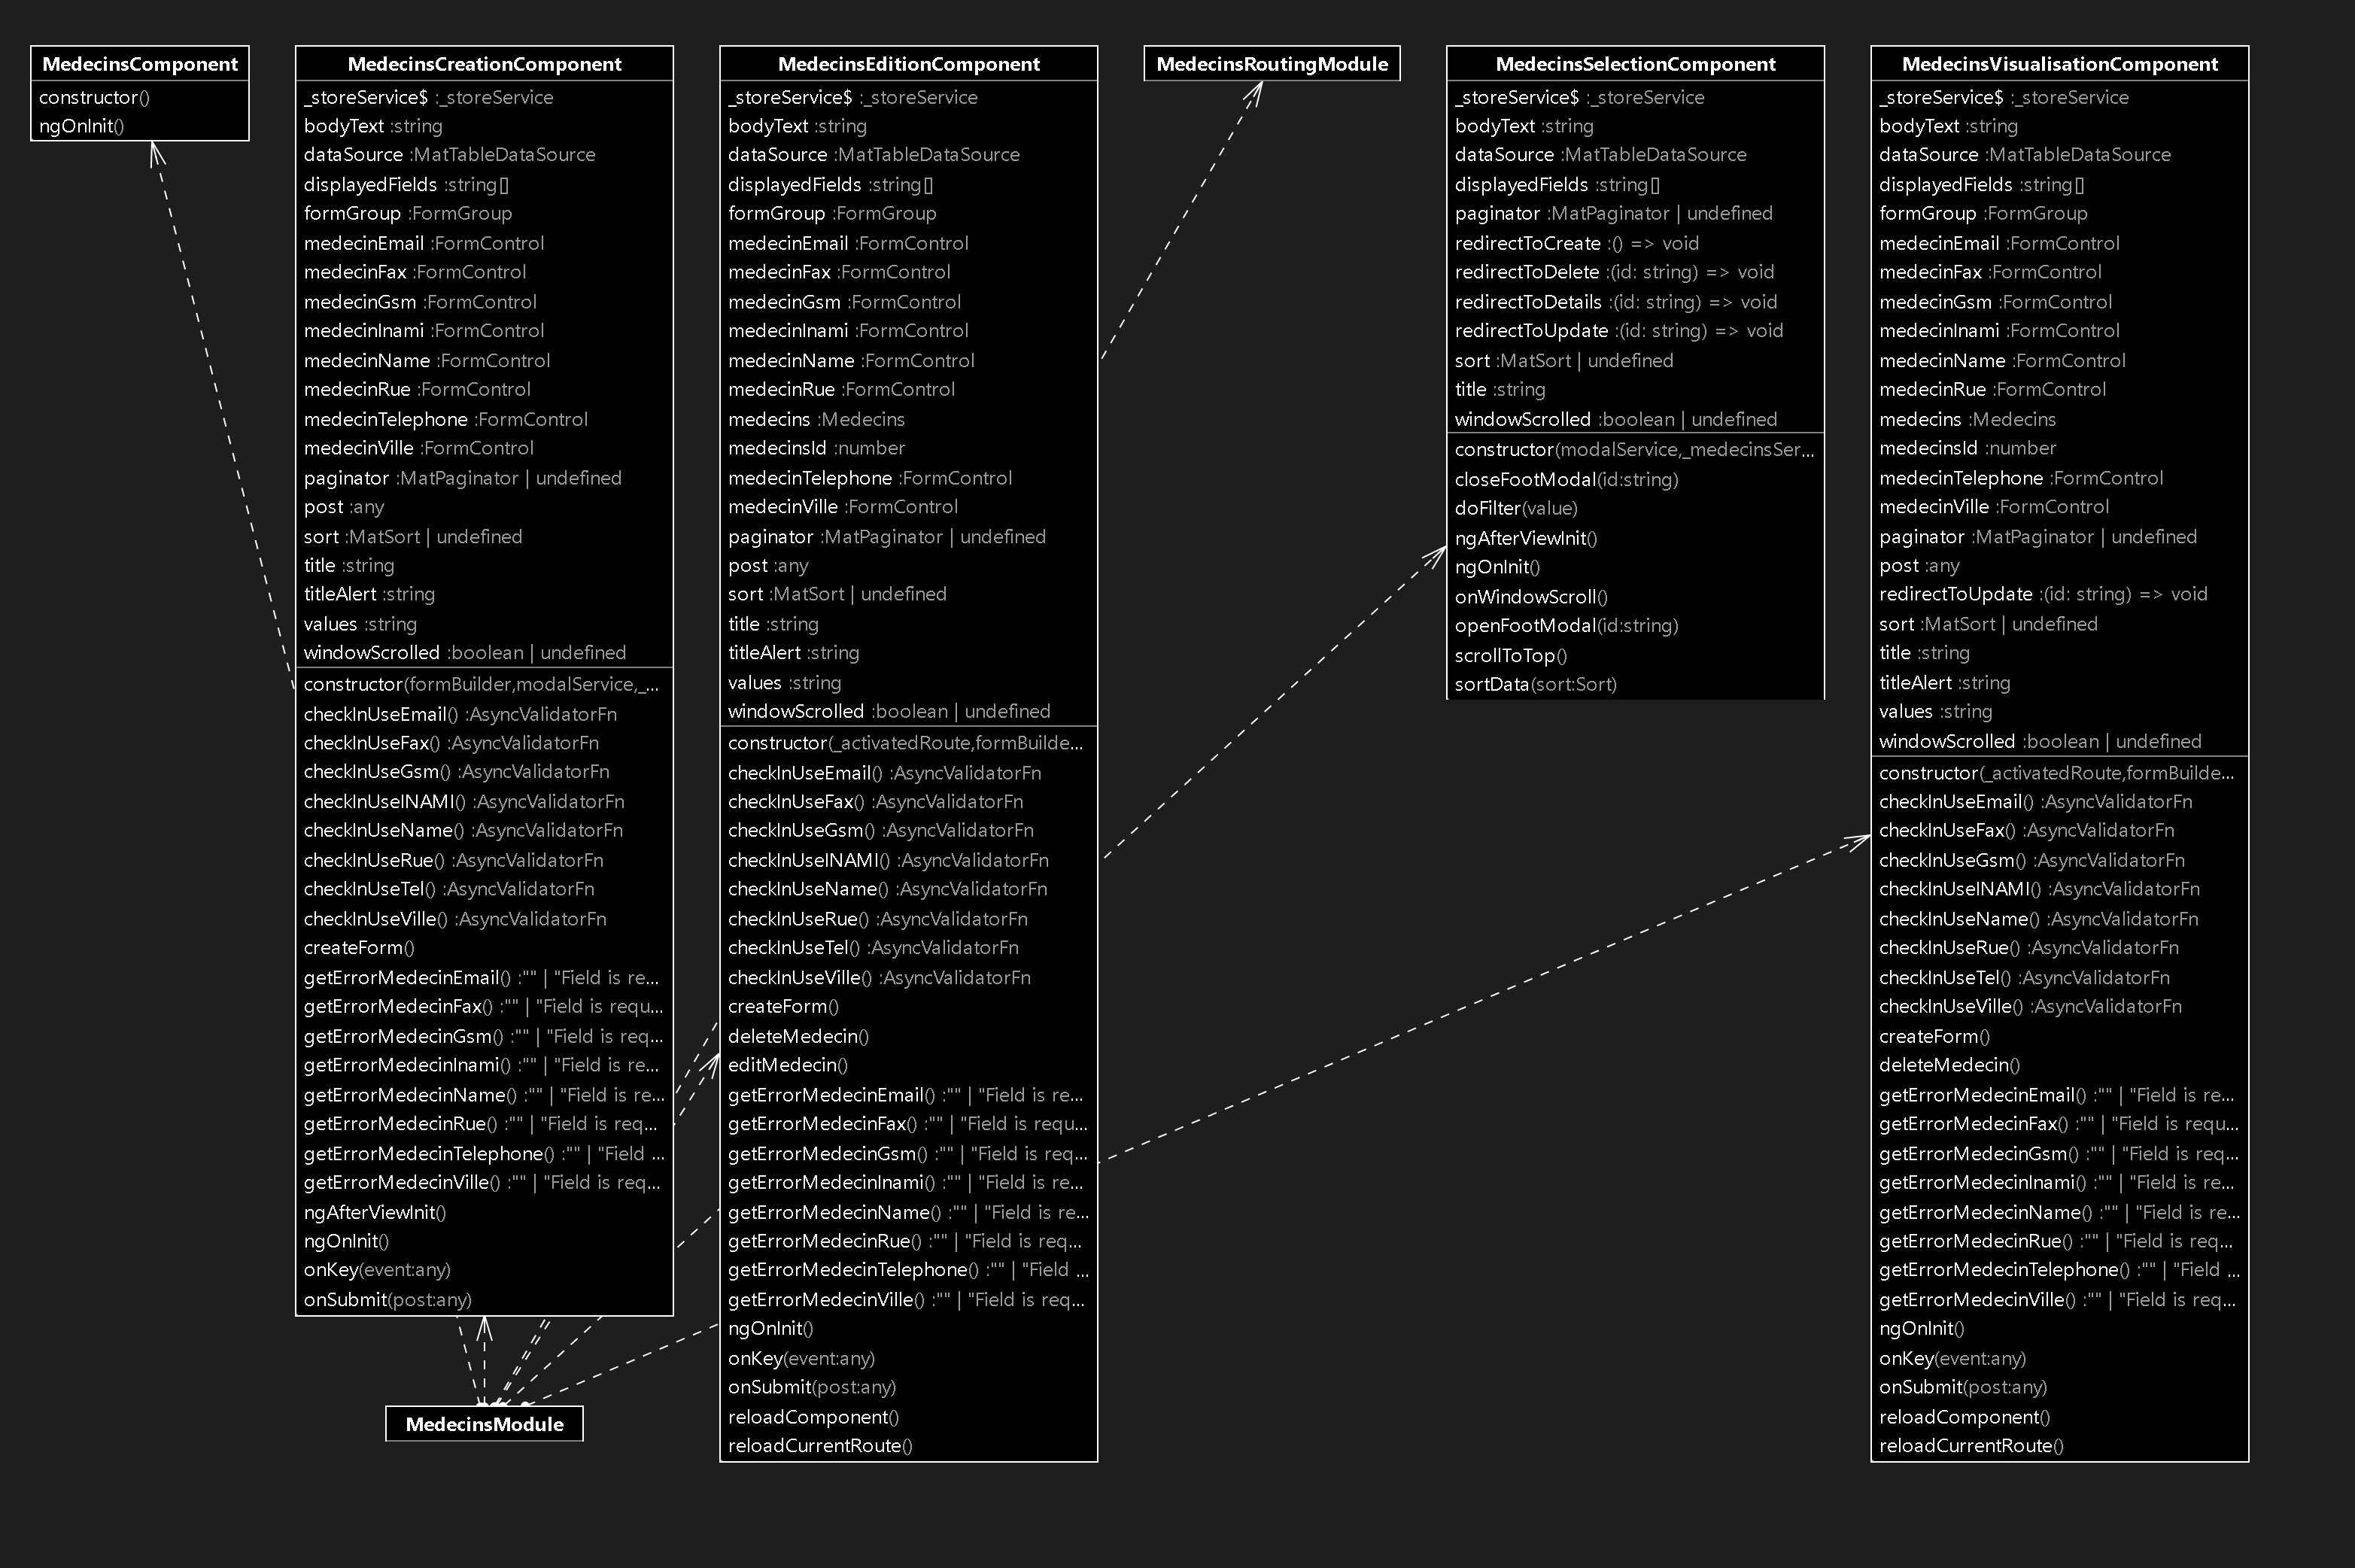 MedecinsComponent
constructor()
ngOnInit()
MedecinsCreationComponent
_storeService$ :_storeService
bodyText :string
dataSource :MatTableDataSource
displayedFields :string[]
formGroup :FormGroup
medecinEmail :FormControl
medecinFax :FormControl
medecinGsm :FormControl
medecinInami :FormControl
medecinName :FormControl
medecinRue :FormControl
medecinTelephone :FormControl
medecinVille :FormControl
paginator :MatPaginator | undefined
post :any
sort :MatSort | undefined
title :string
titleAlert :string
values :string
windowScrolled :boolean | undefined
constructor(formBuilder,modalService,_...
checkInUseEmail() :AsyncValidatorFn
checkInUseFax() :AsyncValidatorFn
checkInUseGsm() :AsyncValidatorFn
checkInUseINAMI() :AsyncValidatorFn
checkInUseName() :AsyncValidatorFn
checkInUseRue() :AsyncValidatorFn
checkInUseTel() :AsyncValidatorFn
checkInUseVille() :AsyncValidatorFn
createForm()
getErrorMedecinEmail() :"" | "Field is re...
getErrorMedecinFax() :"" | "Field is requ...
getErrorMedecinGsm() :"" | "Field is req...
getErrorMedecinInami() :"" | "Field is re...
getErrorMedecinName() :"" | "Field is re...
getErrorMedecinRue() :"" | "Field is req...
getErrorMedecinTelephone() :"" | "Field ...
getErrorMedecinVille() :"" | "Field is req...
ngAfterViewInit()
ngOnInit()
onKey(event:any)
onSubmit(post:any)
MedecinsModule
MedecinsEditionComponent
_storeService$ :_storeService
bodyText :string
dataSource :MatTableDataSource
displayedFields :string[]
formGroup :FormGroup
medecinEmail :FormControl
medecinFax :FormControl
medecinGsm :FormControl
medecinInami :FormControl
medecinName :FormControl
medecinRue :FormControl
medecins :Medecins
medecinsId :number
medecinTelephone :FormControl
medecinVille :FormControl
paginator :MatPaginator | undefined
post :any
sort :MatSort | undefined
title :string
titleAlert :string
values :string
windowScrolled :boolean | undefined
constructor(_activatedRoute,formBuilde...
checkInUseEmail() :AsyncValidatorFn
checkInUseFax() :AsyncValidatorFn
checkInUseGsm() :AsyncValidatorFn
checkInUseINAMI() :AsyncValidatorFn
checkInUseName() :AsyncValidatorFn
checkInUseRue() :AsyncValidatorFn
checkInUseTel() :AsyncValidatorFn
checkInUseVille() :AsyncValidatorFn
createForm()
deleteMedecin()
editMedecin()
getErrorMedecinEmail() :"" | "Field is re...
getErrorMedecinFax() :"" | "Field is requ...
getErrorMedecinGsm() :"" | "Field is req...
getErrorMedecinInami() :"" | "Field is re...
getErrorMedecinName() :"" | "Field is re...
getErrorMedecinRue() :"" | "Field is req...
getErrorMedecinTelephone() :"" | "Field ...
getErrorMedecinVille() :"" | "Field is req...
ngOnInit()
onKey(event:any)
onSubmit(post:any)
reloadComponent()
reloadCurrentRoute()
MedecinsRoutingModule
MedecinsSelectionComponent
_storeService$ :_storeService
bodyText :string
dataSource :MatTableDataSource
displayedFields :string[]
paginator :MatPaginator | undefined
redirectToCreate :() => void
redirectToDelete :(id: string) => void
redirectToDetails :(id: string) => void
redirectToUpdate :(id: string) => void
sort :MatSort | undefined
title :string
windowScrolled :boolean | undefined
constructor(modalService,_medecinsSer...
closeFootModal(id:string)
doFilter(value)
ngAfterViewInit()
ngOnInit()
onWindowScroll()
openFootModal(id:string)
scrollToTop()
sortData(sort:Sort)
MedecinsVisualisationComponent
_storeService$ :_storeService
bodyText :string
dataSource :MatTableDataSource
displayedFields :string[]
formGroup :FormGroup
medecinEmail :FormControl
medecinFax :FormControl
medecinGsm :FormControl
medecinInami :FormControl
medecinName :FormControl
medecinRue :FormControl
medecins :Medecins
medecinsId :number
medecinTelephone :FormControl
medecinVille :FormControl
paginator :MatPaginator | undefined
post :any
redirectToUpdate :(id: string) => void
sort :MatSort | undefined
title :string
titleAlert :string
values :string
windowScrolled :boolean | undefined
constructor(_activatedRoute,formBuilde...
checkInUseEmail() :AsyncValidatorFn
checkInUseFax() :AsyncValidatorFn
checkInUseGsm() :AsyncValidatorFn
checkInUseINAMI() :AsyncValidatorFn
checkInUseName() :AsyncValidatorFn
checkInUseRue() :AsyncValidatorFn
checkInUseTel() :AsyncValidatorFn
checkInUseVille() :AsyncValidatorFn
createForm()
deleteMedecin()
getErrorMedecinEmail() :"" | "Field is re...
getErrorMedecinFax() :"" | "Field is requ...
getErrorMedecinGsm() :"" | "Field is req...
getErrorMedecinInami() :"" | "Field is re...
getErrorMedecinName() :"" | "Field is re...
getErrorMedecinRue() :"" | "Field is req...
getErrorMedecinTelephone() :"" | "Field ...
getErrorMedecinVille() :"" | "Field is req...
ngOnInit()
onKey(event:any)
onSubmit(post:any)
reloadComponent()
reloadCurrentRoute()